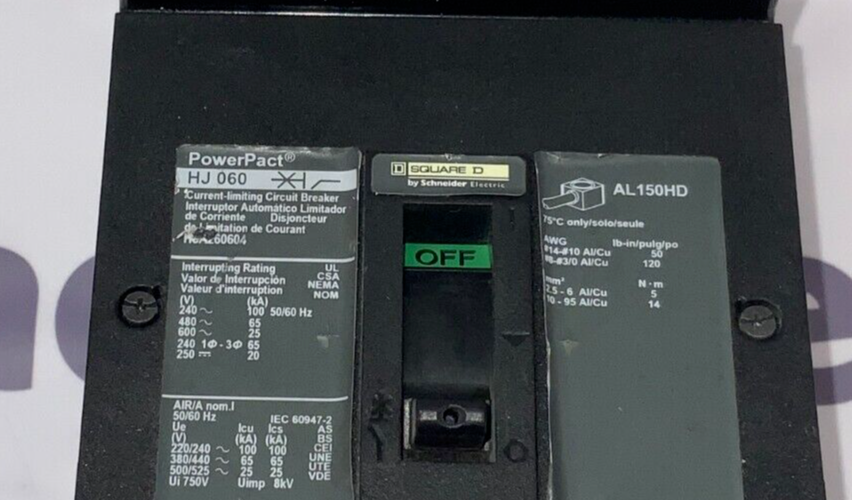 PowerPact®
HJ 060
Current-limiting Circuit Breaker
Interruptor Automático Limitador
de Corriente Disjoncteur
de Limitation de Courant
60604
Interrupting Rating UL
Valor de Interrupción CSA
Valeur d'interruption NEMA
(V) (kA) NOM
240 ~ 100 50/60 Hz
480 ~ 65
600 ~ 25
240 1Φ - 3Φ 65
250 ⎓ 20
AIR/A nom.I
50/60 Hz IEC 60947-2
Ue Icu Ics AS
(V) (kA) (kA) BS
220/240 ~ 100 100 CEI
380/440 ~ 65 65 UNE
500/525 ~ 25 25 UTE
Ui 750V Uimp 8kV VDE
D SQUARE D
by Schneider Electric
OFF
I
O
AL150HD
75°C only/solo/seule
AWG lb-in/pulg/po
#14-#10 Al/Cu 50
#8-#3/0 Al/Cu 120
mm² N·m
2,5 - 6 Al/Cu 5
10 - 95 Al/Cu 14